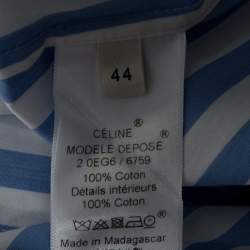 44
CÉLINE®
MODELE DEPOSE®
2 0EG6 / 6759
100% Coton
Détails intérieurs
100% Coton
Made in Madagascar